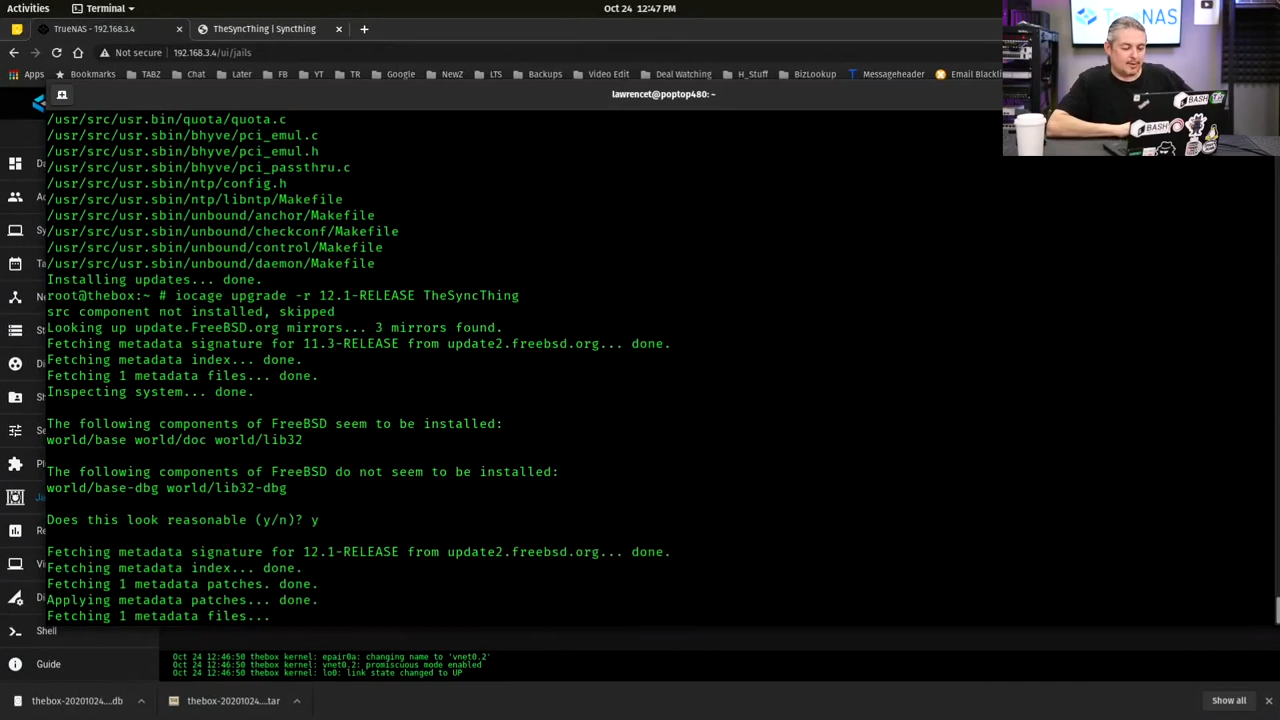 Activities
Terminal
Oct 24 12:47 PM
TrueNAS - 192.168.3.4
TheSyncThing | Syncthing
Not secure
192.168.3.4/ui/jails
Apps
Bookmarks
TABZ
Chat
Later
FB
YT
TR
Google
NewZ
LTS
Backups
Video Edit
Deal Watching
H_Stuff
BizLookup
Messageheader
Email Blackli
lawrencet@poptop480: ~
/usr/src/usr.bin/quota/quota.c
/usr/src/usr.sbin/bhyve/pci_emul.c
/usr/src/usr.sbin/bhyve/pci_emul.h
/usr/src/usr.sbin/bhyve/pci_passthru.c
/usr/src/usr.sbin/ntp/config.h
/usr/src/usr.sbin/ntp/libntp/Makefile
/usr/src/usr.sbin/unbound/anchor/Makefile
/usr/src/usr.sbin/unbound/checkconf/Makefile
/usr/src/usr.sbin/unbound/control/Makefile
/usr/src/usr.sbin/unbound/daemon/Makefile
Installing updates... done.
root@thebox:~ # iocage upgrade -r 12.1-RELEASE TheSyncThing
src component not installed, skipped
Looking up update.FreeBSD.org mirrors... 3 mirrors found.
Fetching metadata signature for 11.3-RELEASE from update2.freebsd.org... done.
Fetching metadata index... done.
Fetching 1 metadata files... done.
Inspecting system... done.
The following components of FreeBSD seem to be installed:
world/base world/doc world/lib32
The following components of FreeBSD do not seem to be installed:
world/base-dbg world/lib32-dbg
Does this look reasonable (y/n)? y
Fetching metadata signature for 12.1-RELEASE from update2.freebsd.org... done.
Fetching metadata index... done.
Fetching 1 metadata patches. done.
Applying metadata patches... done.
Fetching 1 metadata files...
Shell
Guide
Oct 24 12:46:50 thebox kernel: epair0a: changing name to 'vnet0.2'
Oct 24 12:46:50 thebox kernel: vnet0.2: promiscuous mode enabled
Oct 24 12:46:50 thebox kernel: lo0: link state changed to UP
thebox-20201024....db
thebox-20201024....tar
Show all
BASH
BASH